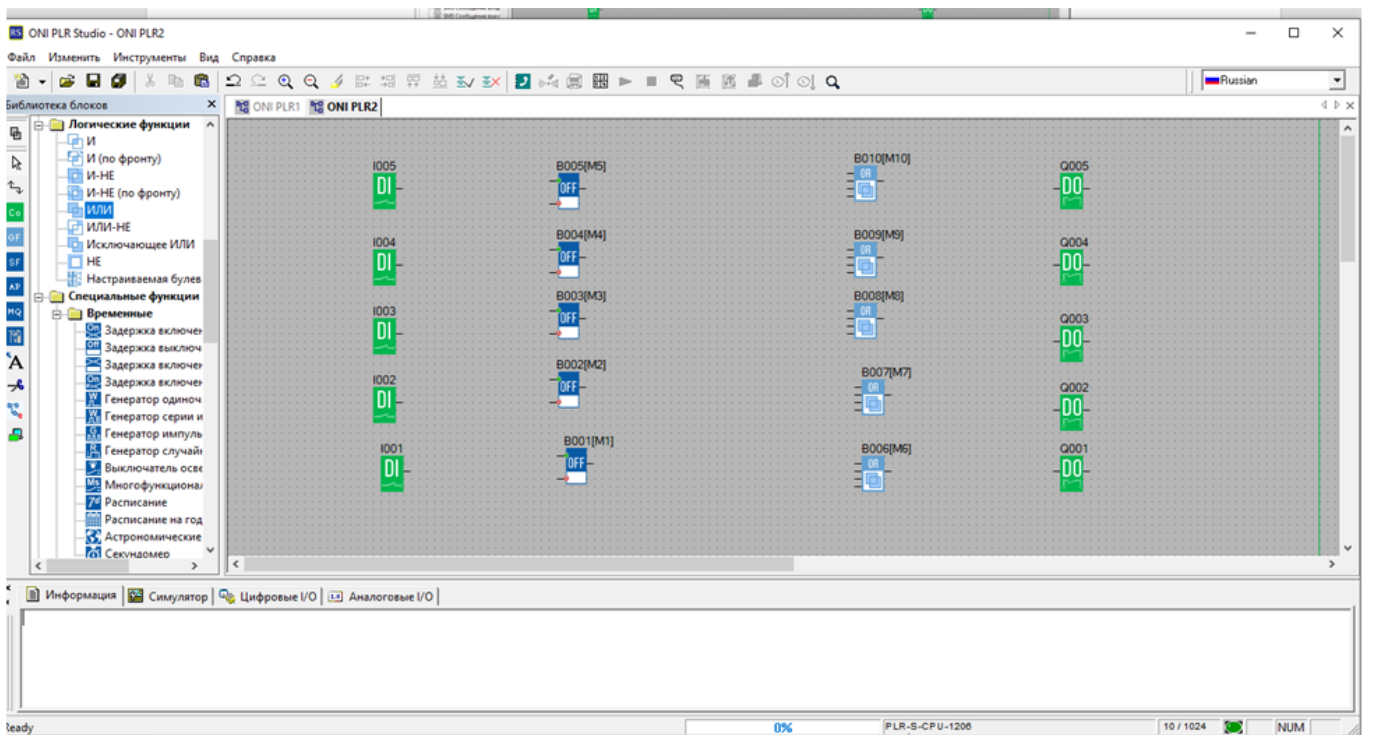 ONI PLR Studio - ONI PLR2
Файл Изменить Инструменты Вид Справка
Russian
Библиотека блоков
ONI PLR1 ONI PLR2
Логические функции
И
И (по фронту)
И-НЕ
И-НЕ (по фронту)
ИЛИ
ИЛИ-НЕ
Исключающее ИЛИ
НЕ
Настраиваемая булев
Специальные функции
Временные
Задержка включен
Задержка выключ
Задержка включен
Задержка включен
Генератор одиноч
Генератор серии и
Генератор импуль
Генератор случайн
Выключатель осве
Многофункционал
Расписание
Расписание на год
Астрономические
Секундомер
Co
GF
SF
AP
HQ
I005 B005[M5] B010[M10] Q005
DI OFF OR DO
I004 B004[M4] B009[M9] Q004
DI OFF OR DO
I003 B003[M3] B008[M8] Q003
DI OFF OR DO
I002 B002[M2] B007[M7] Q002
DI OFF OR DO
I001 B001[M1] B006[M6] Q001
DI OFF OR DO
Информация Симулятор Цифровые I/O Аналоговые I/O
Ready 0% PLR-S-CPU-1206 10 / 1024 NUM